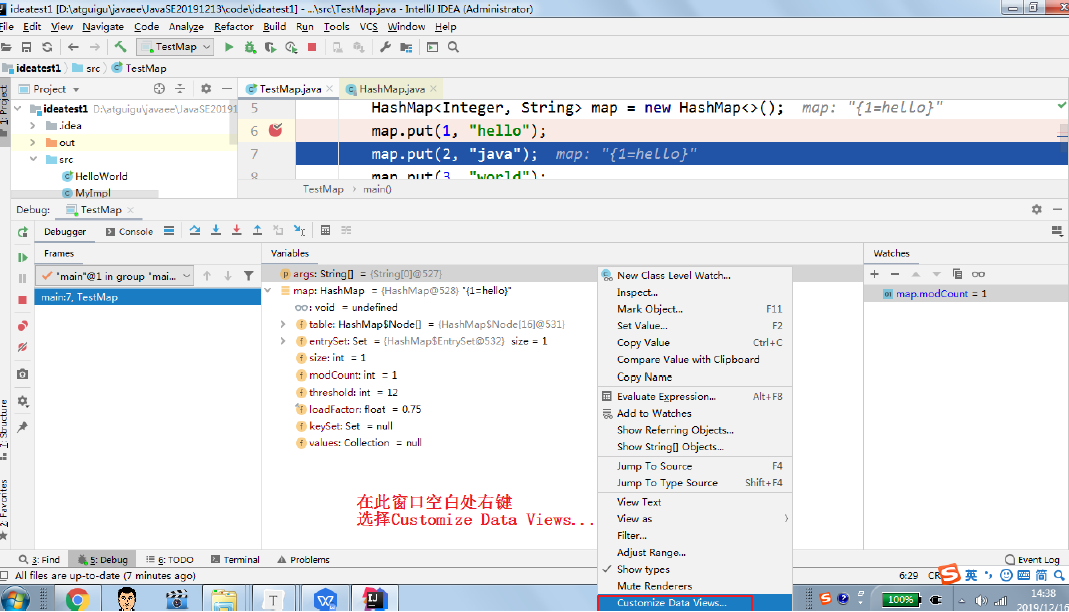 ideatest1 [D:\atguigu\javaee\JavaSE20191213\code\ideatest1] - ...\src\TestMap.java - IntelliJ IDEA (Administrator)
File Edit View Navigate Code Analyze Refactor Build Run Tools VCS Window Help
TestMap
ideatest1 src TestMap
Project TestMap.java HashMap.java
1: Project
ideatest1 D:\atguigu\javaee\JavaSE20191
.idea
out
src
HelloWorld
MyImpl
5 HashMap<Integer, String> map = new HashMap<>(); map: "{1=hello}"
6 map.put(1, "hello");
7 map.put(2, "java"); map: "{1=hello}"
8 map.put(3, "world");
TestMap > main()
Debug: TestMap
Debugger Console
Frames
"main"@1 in group "mai...
main:7, TestMap
Variables
args: String[] = {String[0]@527}
map: HashMap = {HashMap@528} "{1=hello}"
oo: void = undefined
table: HashMap$Node[] = {HashMap$Node[16]@531}
entrySet: Set = {HashMap$EntrySet@532} size = 1
size: int = 1
modCount: int = 1
threshold: int = 12
loadFactor: float = 0.75
keySet: Set = null
values: Collection = null
在此窗口空白处右键
选择Customize Data Views...
New Class Level Watch...
Inspect...
Mark Object... F11
Set Value... F2
Copy Value Ctrl+C
Compare Value with Clipboard
Copy Name
Evaluate Expression... Alt+F8
Add to Watches
Show Referring Objects...
Show String[] Objects...
Jump To Source F4
Jump To Type Source Shift+F4
View Text
View as
Filter...
Adjust Range...
Show types
Mute Renderers
Customize Data Views...
Watches
map.modCount = 1
7: Structure
2: Favorites
3: Find 5: Debug 6: TODO Terminal Problems Event Log
All files are up-to-date (7 minutes ago) 6:29 CR
英 简
T W 100% 14:38
2019/12/16